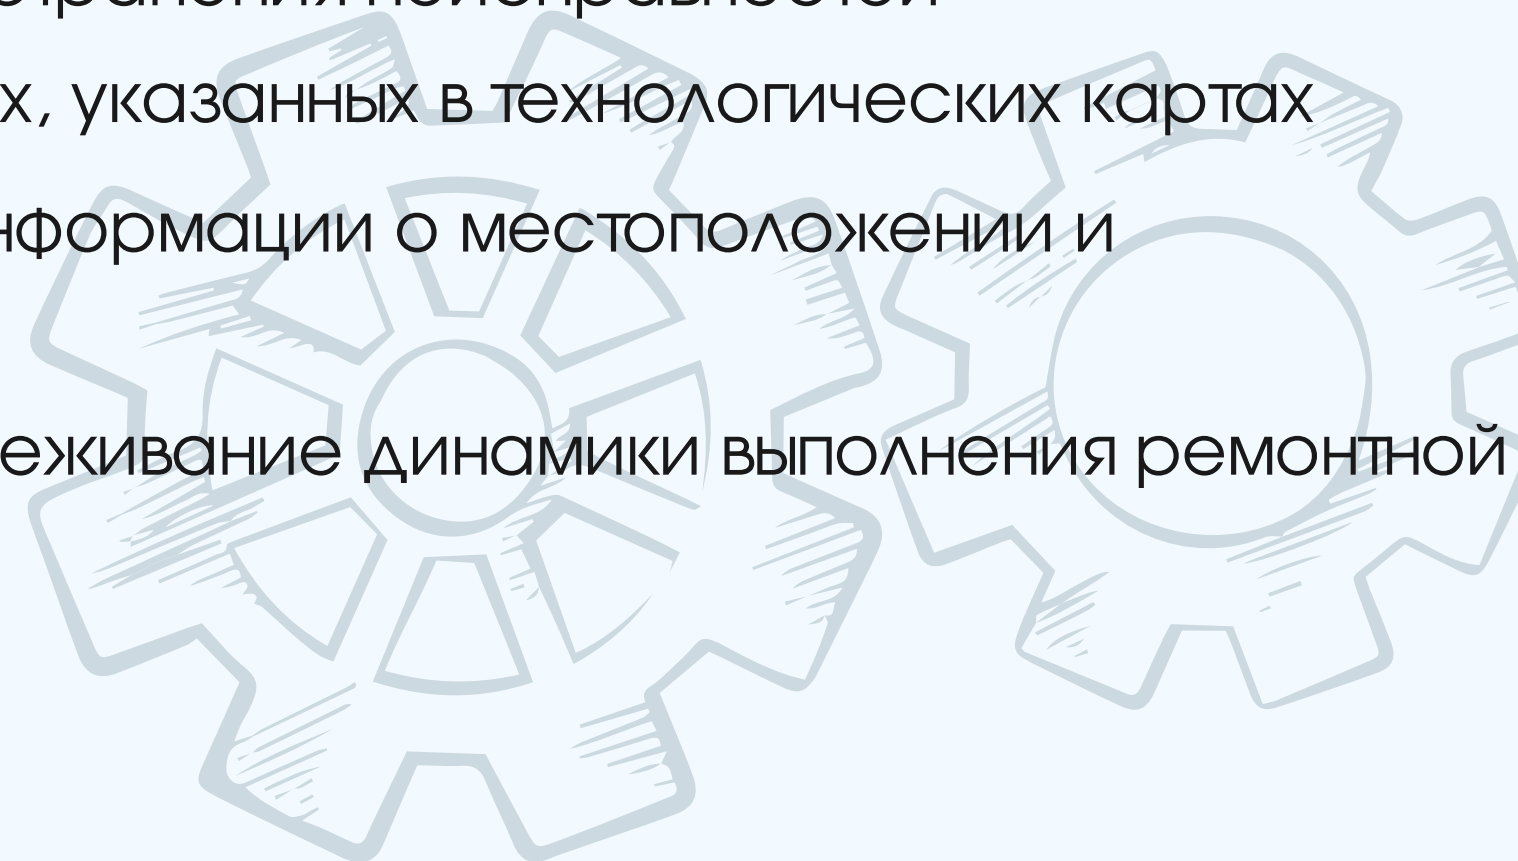 х, указанных в технологических картах
нформации о местоположении и
еживание динамики выполнения ремонтной